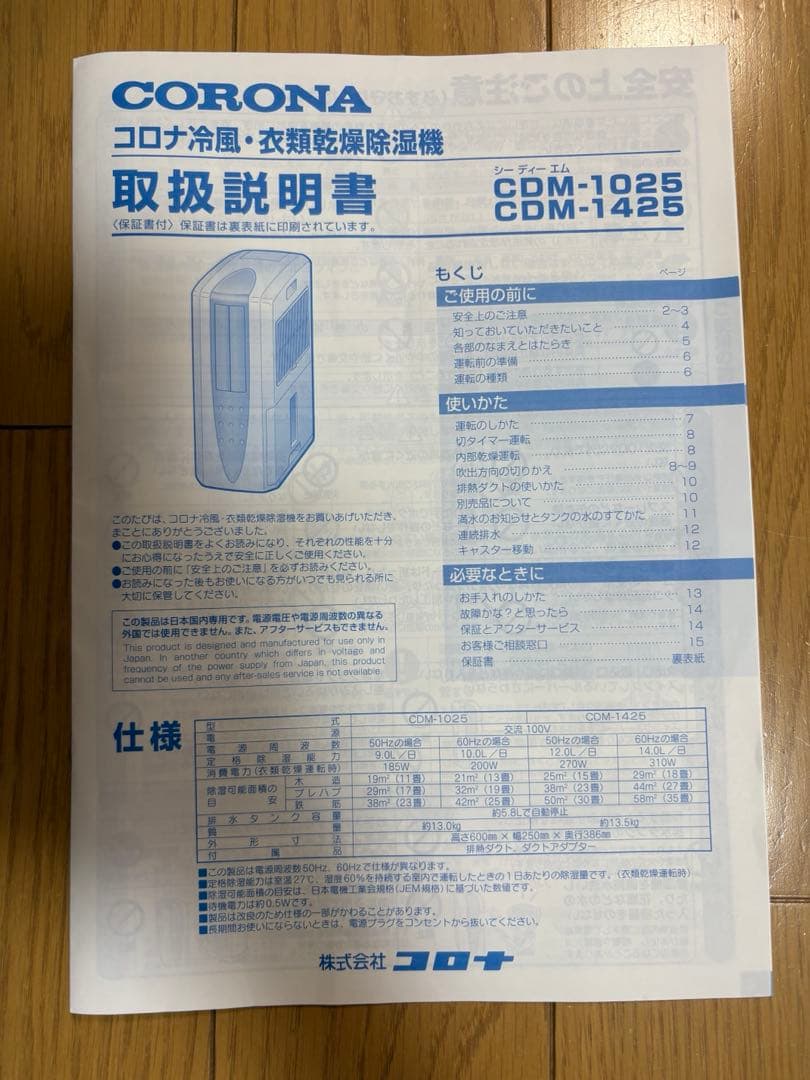 CORONA
コロナ冷風・衣類乾燥除湿機
取扱説明書
シー ディー エム
CDM-1025
CDM-1425
〈保証書付〉保証書は裏表紙に印刷されています。
もくじ ページ
ご使用の前に
安全上のご注意 2〜3
知っておいていただきたいこと 4
各部のなまえとはたらき 5
運転前の準備 6
運転の種類 6
使いかた
運転のしかた 7
切タイマー運転 8
内部乾燥運転 8
吹出方向の切りかえ 8〜9
排熱ダクトの使いかた 10
別売品について 10
満水のお知らせとタンクの水のすてかた 11
連続排水 12
キャスター移動 12
必要なときに
お手入れのしかた 13
故障かな？と思ったら 14
保証とアフターサービス 14
お客様ご相談窓口 15
保証書 裏表紙
このたびは、コロナ冷風・衣類乾燥除湿機をお買いあげいただき、
まことにありがとうございました。
●この取扱説明書をよくお読みになり、それぞれの性能を十分
にお心得になったうえで安全に正しくご使用ください。
●ご使用の前に「安全上のご注意」を必ずお読みください。
●お読みになった後もお使いになる方がいつでも見られる所に
大切に保管してください。
この製品は日本国内専用です。電源電圧や電源周波数の異なる
外国では使用できません。また、アフターサービスもできません。
This product is designed and manufactured for use only in
Japan. In another country which differs in voltage and
frequency of the power supply from Japan, this product
cannot be used and any after-sales service is not available.
仕様
型式 CDM-1025 CDM-1425
電源 交流 100V
電源周波数 50Hzの場合 60Hzの場合 50Hzの場合 60Hzの場合
定格除湿能力 9.0L／日 10.0L／日 12.0L／日 14.0L／日
消費電力(衣類乾燥運転時) 185W 200W 270W 310W
除湿可能面積の目安 木造 19m²（11畳） 21m²（13畳） 25m²（15畳） 29m²（18畳）
プレハブ 29m²（17畳） 32m²（19畳） 38m²（23畳） 44m²（27畳）
鉄筋 38m²（23畳） 42m²（25畳） 50m²（30畳） 58m²（35畳）
排水タンク容量 約5.8Lで自動停止
質量 約13.0kg 約13.5kg
外形寸法 高さ600mm × 幅250mm × 奥行386mm
付属品 排熱ダクト、ダクトアダプター
■この製品は電源周波数50Hz、60Hzで仕様が異なります。
■定格除湿能力は室温27℃、湿度60％を持続する室内で運転したときの1日あたりの除湿量です。（衣類乾燥運転時）
■除湿可能面積の目安は、日本電機工業会規格(JEM規格)に基づいた数値です。
■待機電力は約0.5Wです。
■製品は改良のため仕様の一部がかわることがあります。
■長期間お使いにならないときは、電源プラグをコンセントから抜いてください。
株式会社 コロナ